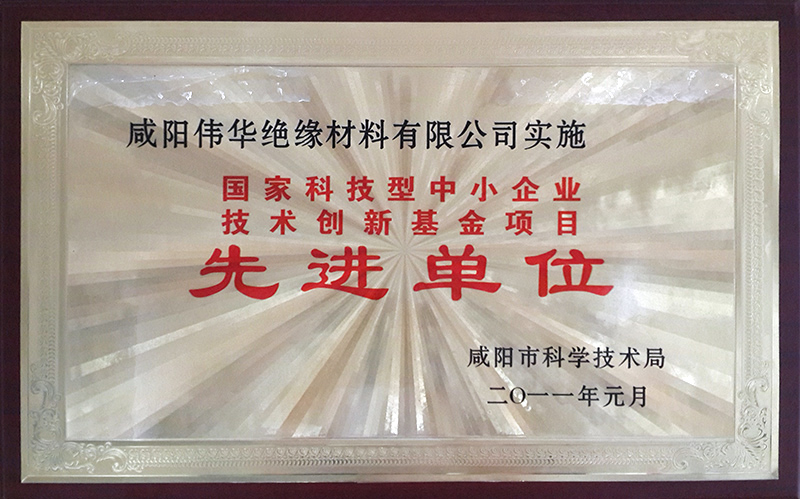 咸阳伟华绝缘材料有限公司实施
国家科技型中小企业
技术创新基金项目
先进单位
咸阳市科学技术局
二〇一一年元月